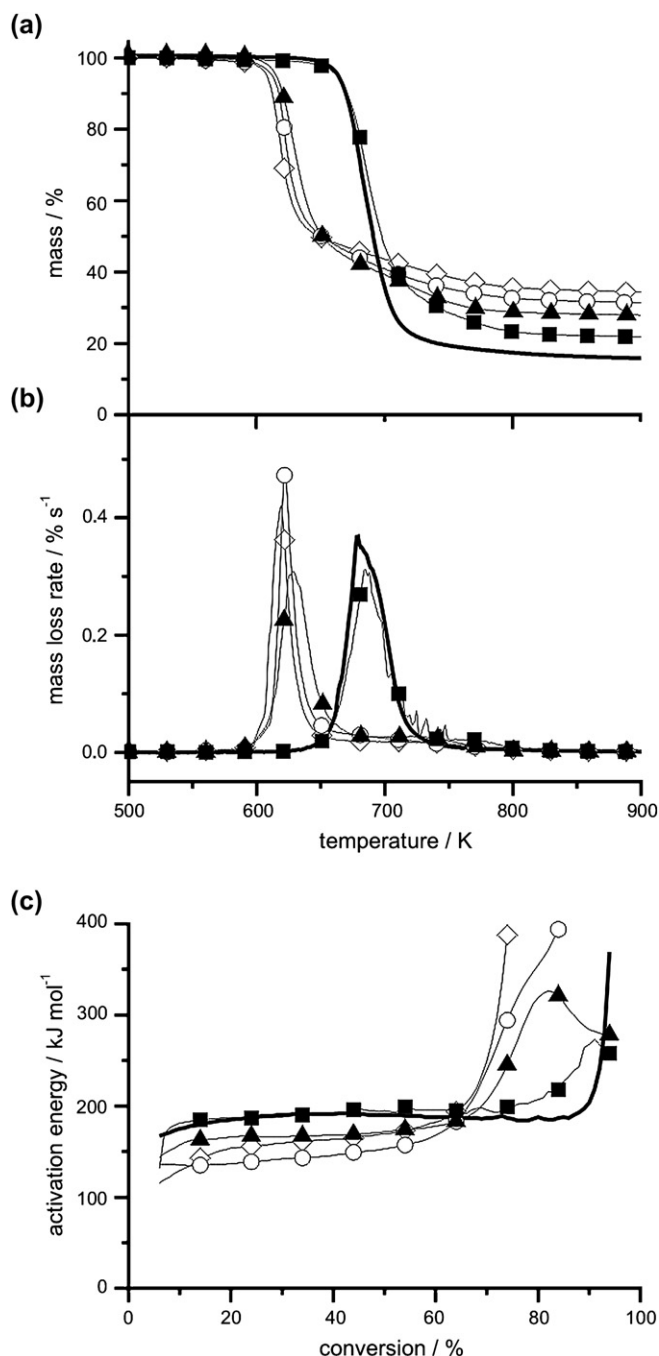 (a)
100
80
60
40
20
0
mass / %
(b)
0.4
0.2
0.0
mass loss rate / % s⁻¹
500 600 700 800 900
temperature / K
(c)
400
300
200
100
0
activation energy / kJ mol⁻¹
0 20 40 60 80 100
conversion / %